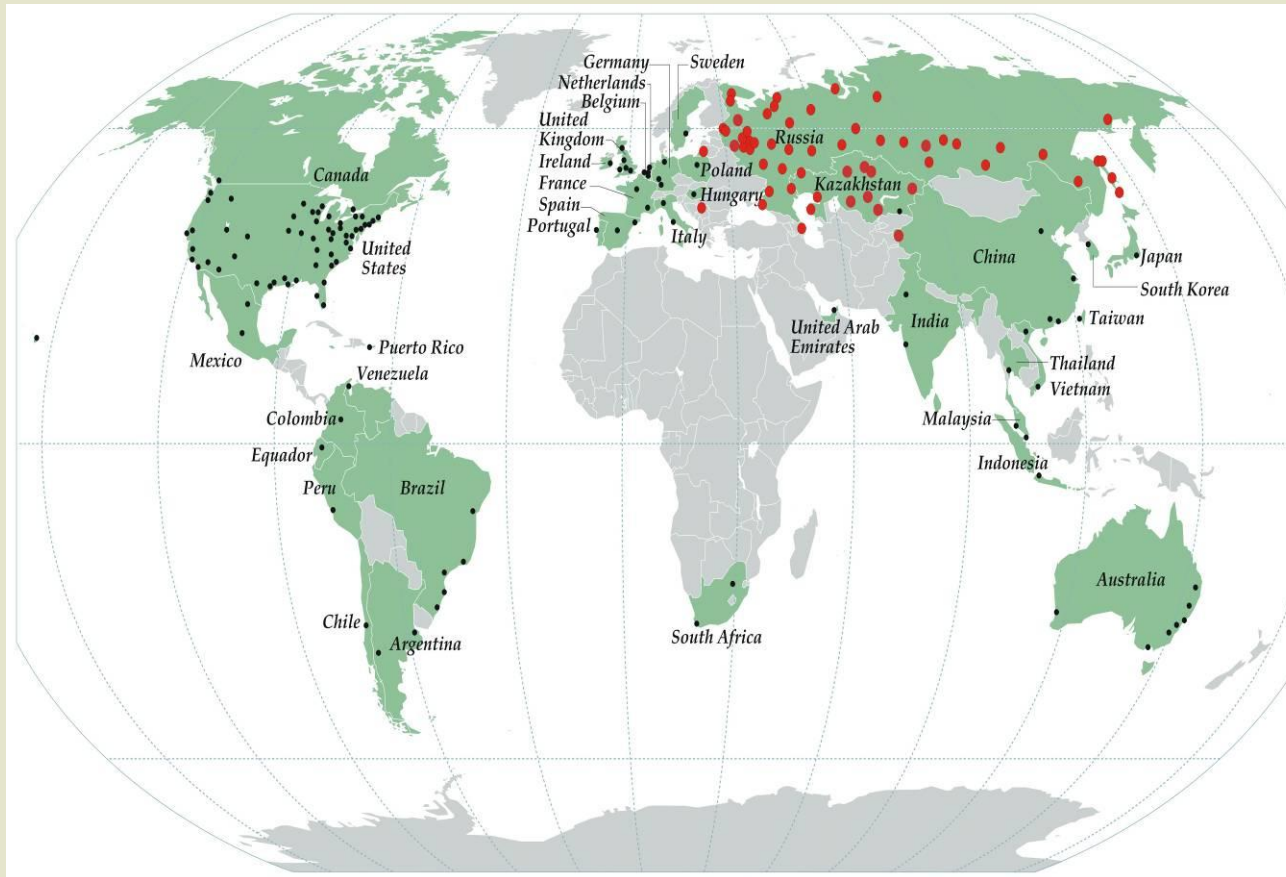 Germany
Sweden
Netherlands
Belgium
United
Kingdom
Ireland
France
Spain
Portugal
Poland
Hungary
Italy
Russia
Kazakhstan
Canada
United
States
Mexico
Puerto Rico
Venezuela
Colombia
Equador
Peru
Brazil
Chile
Argentina
South Africa
United Arab
Emirates
India
China
Japan
South Korea
Taiwan
Thailand
Vietnam
Malaysia
Indonesia
Australia